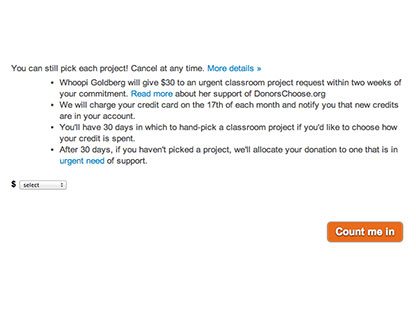 You can still pick each project! Cancel at any time. More details »
• Whoopi Goldberg will give $30 to an urgent classroom project request within two weeks of
your commitment. Read more about her support of DonorsChoose.org
• We will charge your credit card on the 17th of each month and notify you that new credits
are in your account.
• You'll have 30 days in which to hand-pick a classroom project if you'd like to choose how
your credit is spent.
• After 30 days, if you haven't picked a project, we'll allocate your donation to one that is in
urgent need of support.
$ select
Count me in